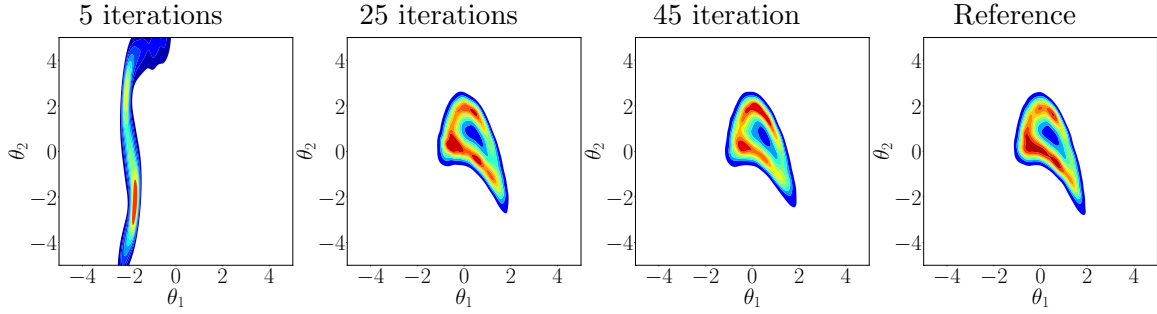 5 iterations 25 iterations 45 iteration Reference
4 4 4 4
2 2 2 2
θ₂ 0 θ₂ 0 θ₂ 0 θ₂ 0
−2 −2 −2 −2
−4 −4 −4 −4
−4 −2 0 2 4 −4 −2 0 2 4 −4 −2 0 2 4 −4 −2 0 2 4
θ₁ θ₁ θ₁ θ₁